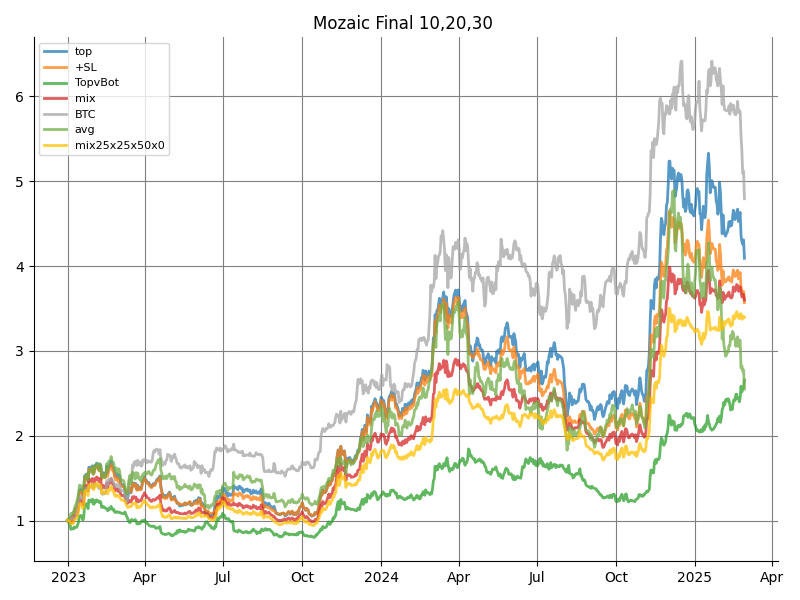 Mozaic Final 10,20,30
top
+SL
TopvBot
mix
BTC
avg
mix25x25x50x0
6
5
4
3
2
1
2023 Apr Jul Oct 2024 Apr Jul Oct 2025 Apr